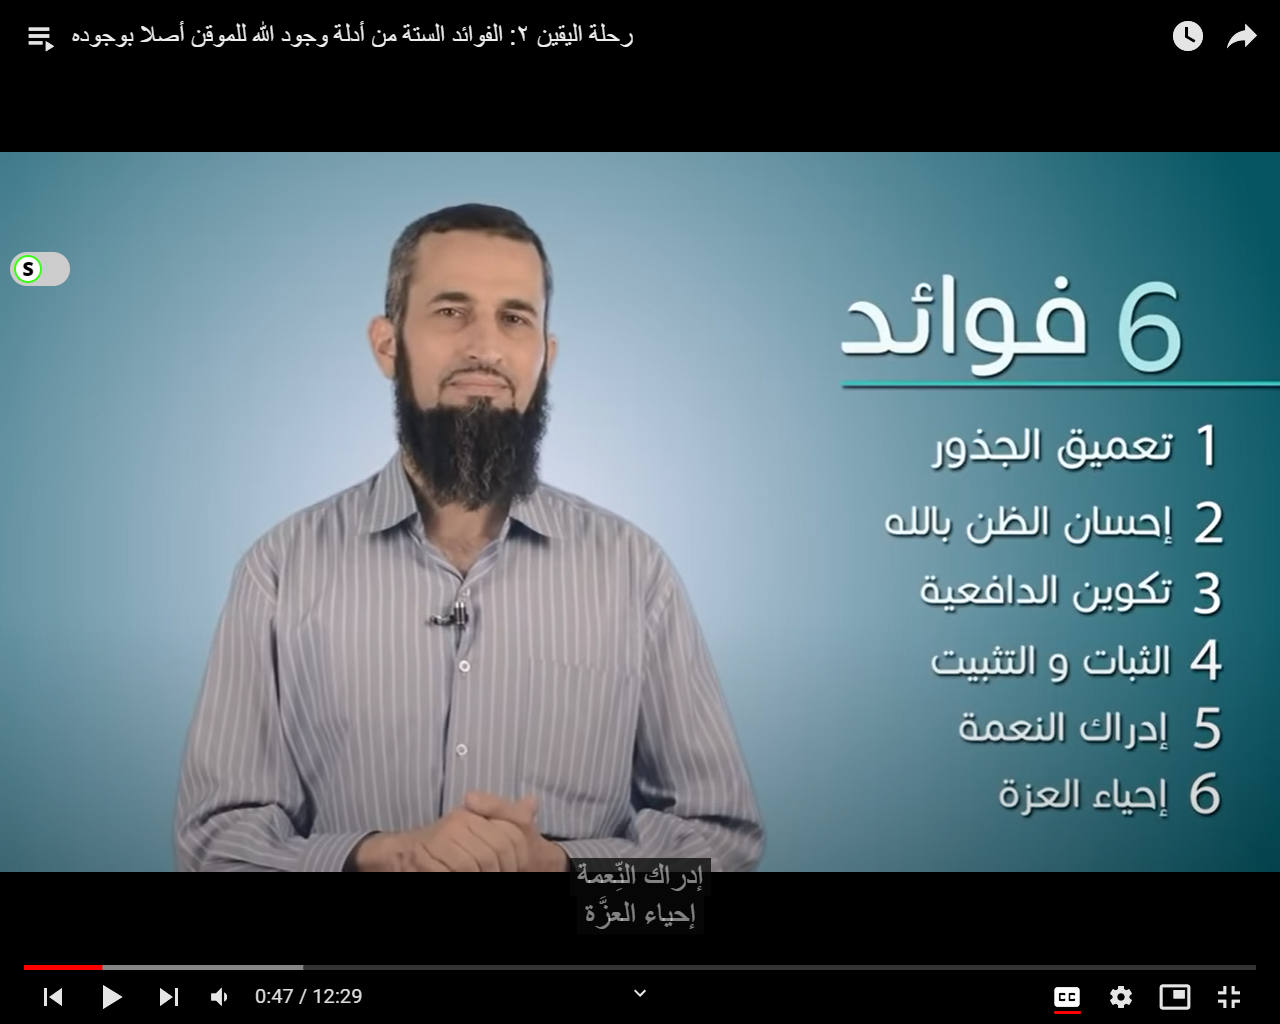 رحلة اليقين ٢: الفوائد الستة من أدلة وجود الله للموقن أصلا بوجوده
S
6 فوائد
1 تعميق الجذور
2 إحسان الظن بالله
3 تكوين الدافعية
4 الثبات و التثبيت
5 إدراك النعمة
6 إحياء العزة
إدراك النِّعمة
إحياء العزَّة
0:47 / 12:29
CC